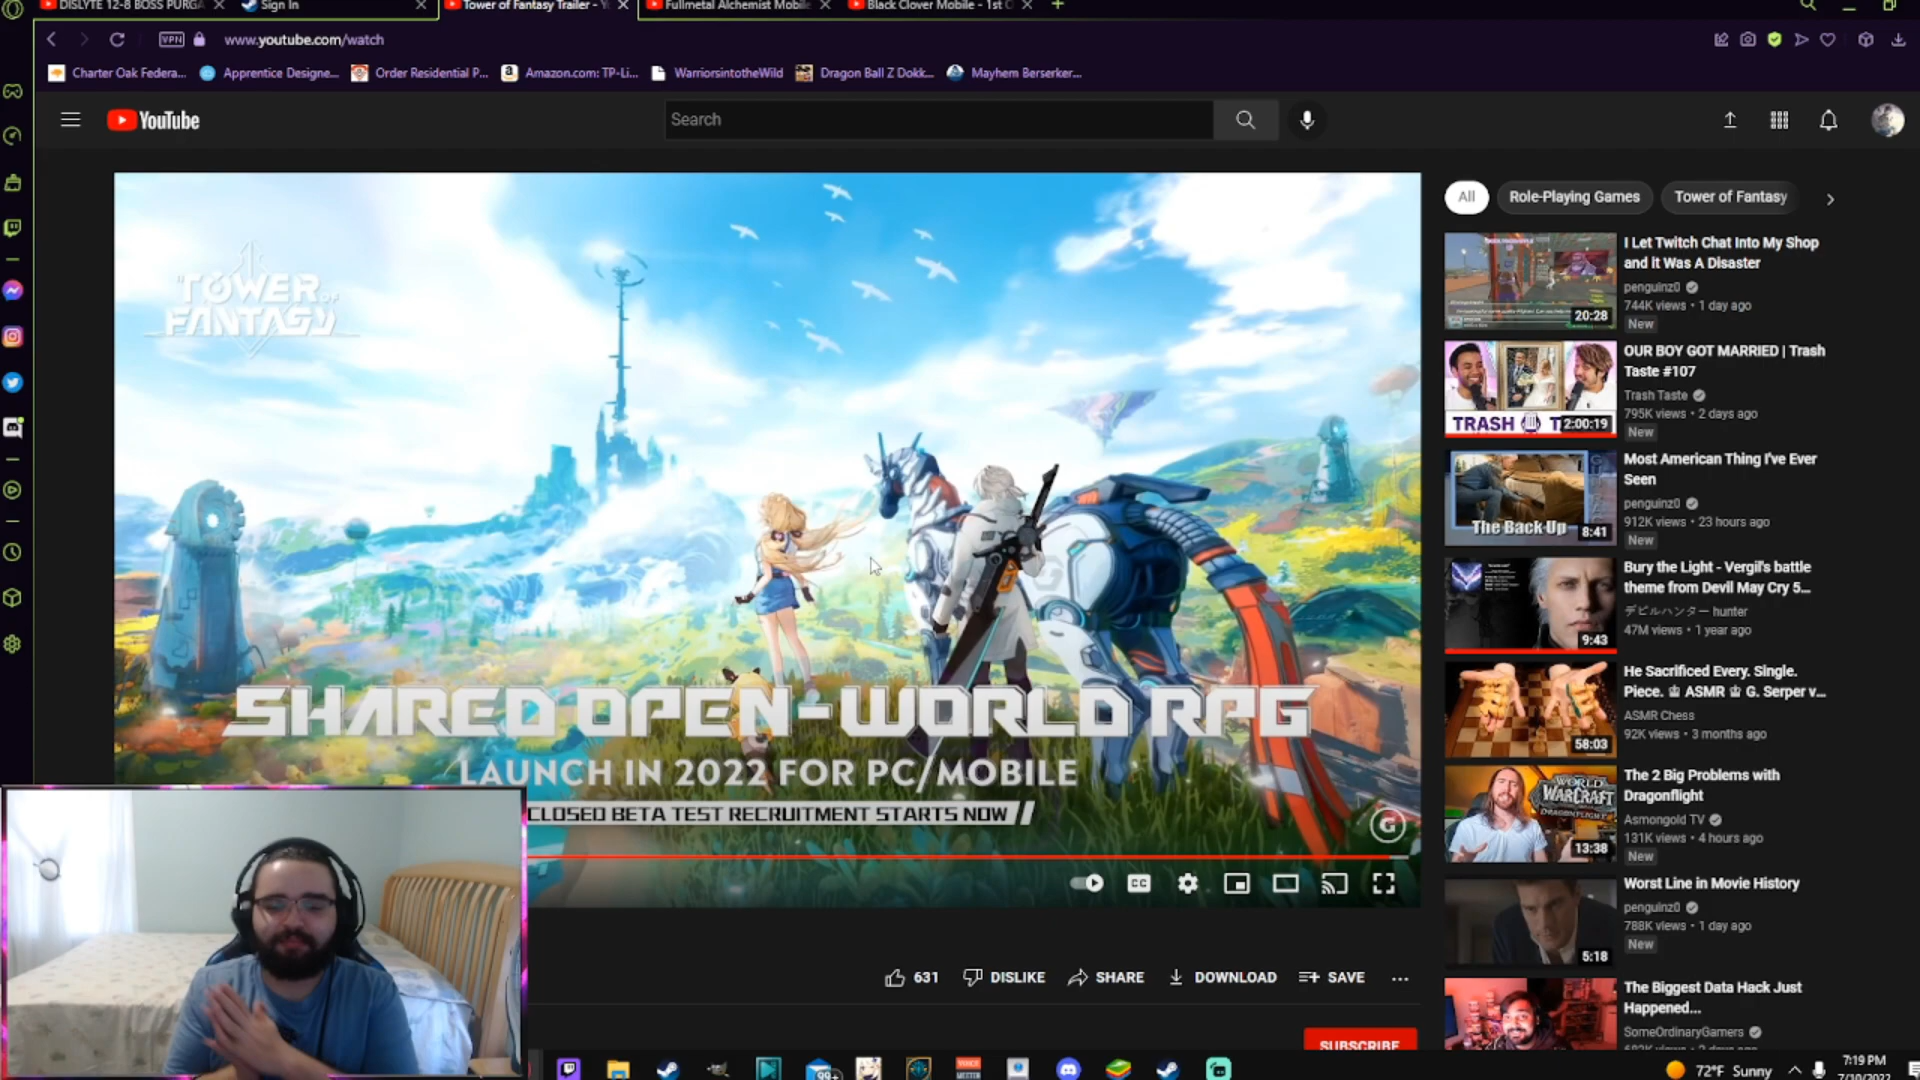 DISLYTE 12-8 BOSS PURGA
Sign In
Tower of Fantasy Trailer - Y
Fullmetal Alchemist Mobil
Black Clover Mobile - 1st
VPN
www.youtube.com/watch
Charter Oak Federa...
Apprentice Designe...
Order Residential P...
Amazon.com: TP-Li...
WarriorsintotheWild
Dragon Ball Z Dokk...
Mayhem Berserker...
YouTube
Search
All
Role-Playing Games
Tower of Fantasy
TOWER OF
FANTASY
SHARED OPEN-WORLD RPG
LAUNCH IN 2022 FOR PC/MOBILE
CLOSED BETA TEST RECRUITMENT STARTS NOW //
G
CC
631
DISLIKE
SHARE
DOWNLOAD
SAVE
SUBSCRIBE
I Let Twitch Chat Into My Shop
and it Was A Disaster
penguinz0
744K views • 1 day ago
New
20:28
OUR BOY GOT MARRIED | Trash
Taste #107
Trash Taste
795K views • 2 days ago
New
TRASH T
2:00:19
Most American Thing I've Ever
Seen
penguinz0
912K views • 23 hours ago
New
The Back Up
8:41
Bury the Light - Vergil's battle
theme from Devil May Cry 5...
デビルハンター hunter
47M views • 1 year ago
9:43
He Sacrificed Every. Single.
Piece. ♕ ASMR ♕ G. Serper v...
ASMR Chess
92K views • 3 months ago
58:03
The 2 Big Problems with
Dragonflight
Asmongold TV
131K views • 4 hours ago
New
WORLD
WARCRAFT
DRAGONFLIGHT
13:38
Worst Line in Movie History
penguinz0
788K views • 1 day ago
New
5:18
The Biggest Data Hack Just
Happened...
SomeOrdinaryGamers
99+
72°F Sunny
7:19 PM
7/10/2022